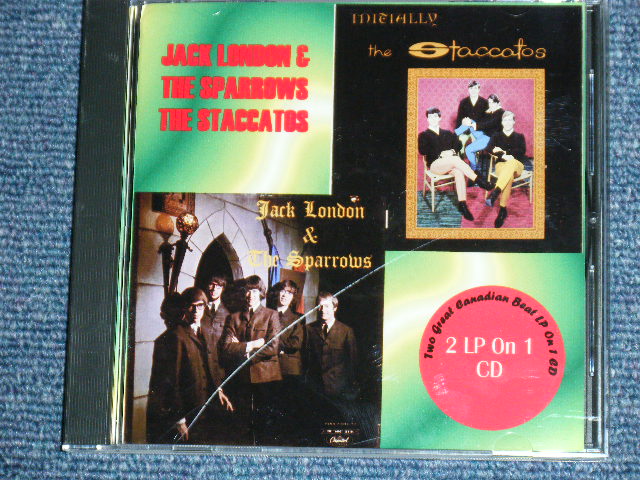 JACK LONDON &
THE SPARROWS
THE STACCATOS
INITIALLY
the Staccatos
Jack London
&
The Sparrows
Capitol
Two Great Canadian Beat LP On 1 CD
2 LP On 1
CD